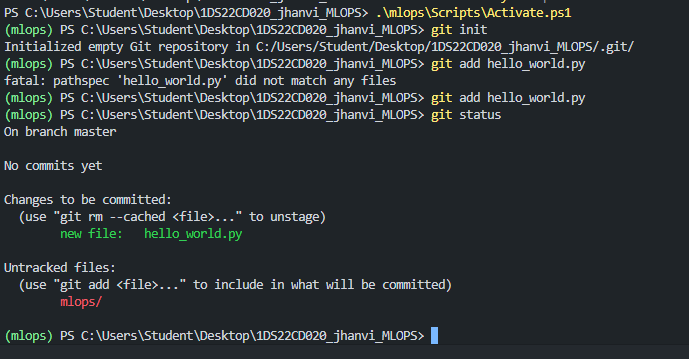 PS C:\Users\Student\Desktop\1DS22CD020_jhanvi_MLOPS> .\mlops\Scripts\Activate.ps1
(mlops) PS C:\Users\Student\Desktop\1DS22CD020_jhanvi_MLOPS> git init
Initialized empty Git repository in C:/Users/Student/Desktop/1DS22CD020_jhanvi_MLOPS/.git/
(mlops) PS C:\Users\Student\Desktop\1DS22CD020_jhanvi_MLOPS> git add hello_world.py
fatal: pathspec 'hello_world.py' did not match any files
(mlops) PS C:\Users\Student\Desktop\1DS22CD020_jhanvi_MLOPS> git add hello_world.py
(mlops) PS C:\Users\Student\Desktop\1DS22CD020_jhanvi_MLOPS> git status
On branch master
No commits yet
Changes to be committed:
(use "git rm --cached <file>..." to unstage)
new file:   hello_world.py
Untracked files:
(use "git add <file>..." to include in what will be committed)
mlops/
(mlops) PS C:\Users\Student\Desktop\1DS22CD020_jhanvi_MLOPS>